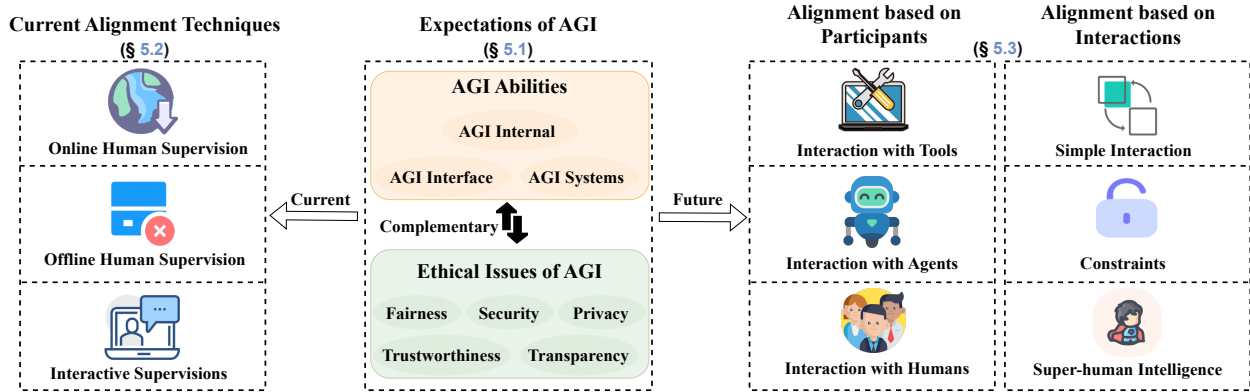 Current Alignment Techniques
(§ 5.2)
Online Human Supervision
Offline Human Supervision
Interactive Supervisions
Current
Expectations of AGI
(§ 5.1)
AGI Abilities
AGI Internal
AGI Interface
AGI Systems
Complementary
Ethical Issues of AGI
Fairness
Security
Privacy
Trustworthiness
Transparency
Future
Alignment based on
Participants
Alignment based on
Interactions
(§ 5.3)
Interaction with Tools
Interaction with Agents
Interaction with Humans
Simple Interaction
Constraints
Super-human Intelligence